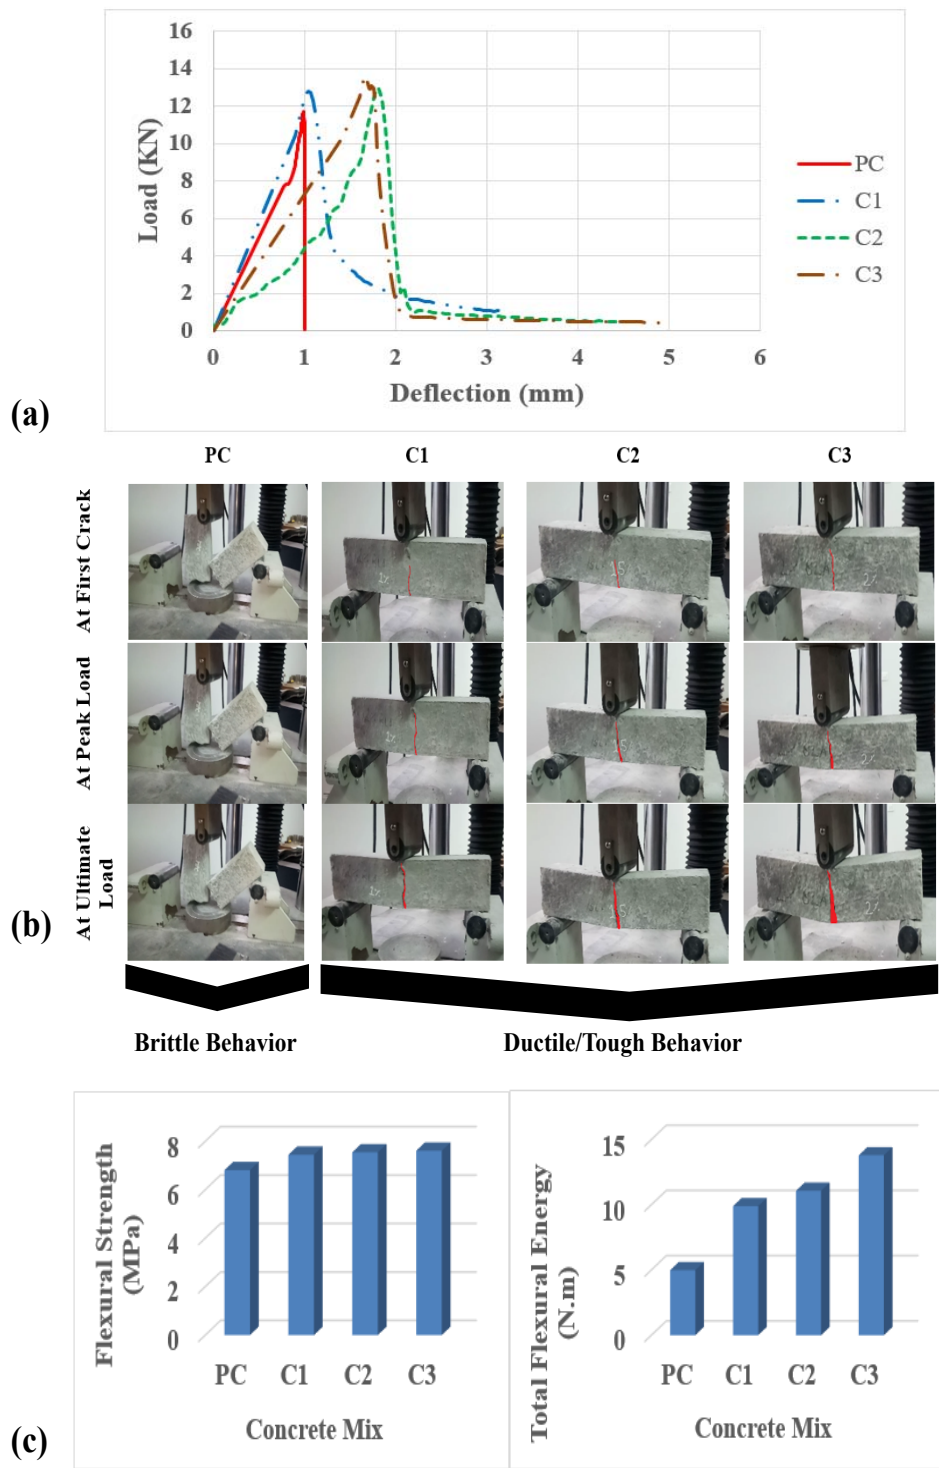 16
14
12
10
8
6
4
2
0
Load (KN)
0 1 2 3 4 5 6
Deflection (mm)
PC
C1
C2
C3
(a)
PC C1 C2 C3
At First Crack
At Peak Load
At Ultimate
Load
(b)
Brittle Behavior Ductile/Tough Behavior
8
6
4
2
0
Flexural Strength
(MPa)
PC C1 C2 C3
Concrete Mix
15
10
5
0
Total Flexural Energy
(N.m)
PC C1 C2 C3
Concrete Mix
(c)